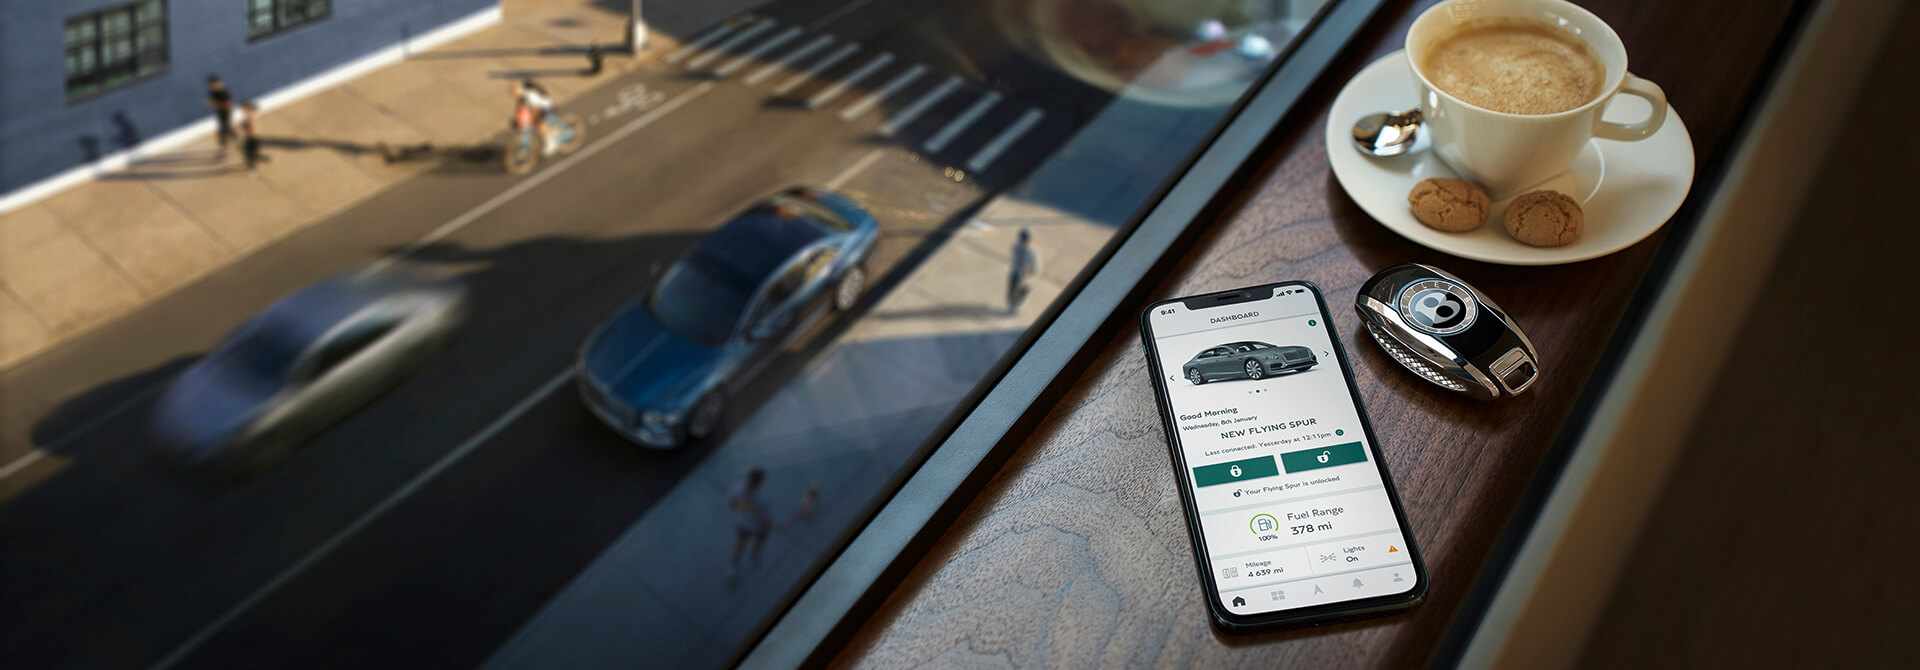 9:41
DASHBOARD
Good Morning
Wednesday, 8th January
NEW FLYING SPUR
Last connected: Yesterday at 12:11pm
Your Flying Spur is unlocked
Fuel Range
378 mi
100%
Mileage
4 639 mi
Lights
On
B